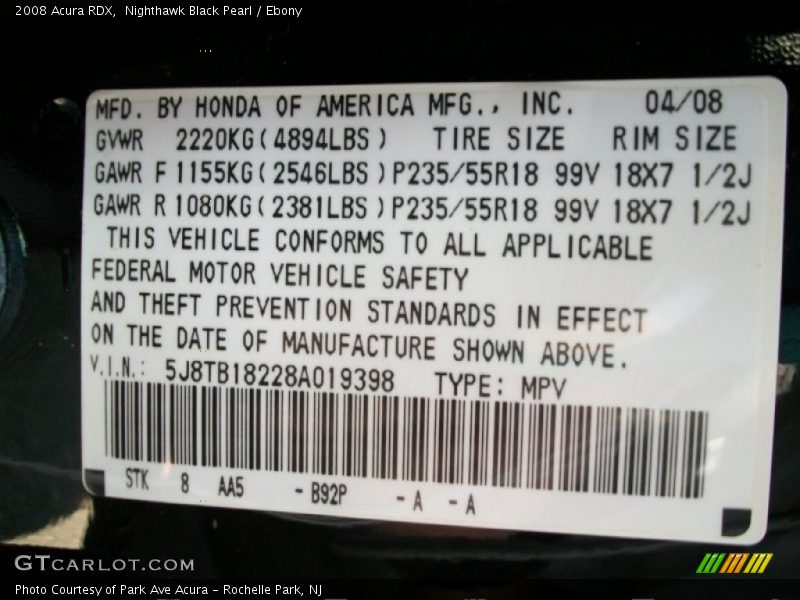 2008 Acura RDX,  Nighthawk Black Pearl / Ebony
...
MFD. BY HONDA OF AMERICA MFG., INC. 04/08
GVWR 2220KG(4894LBS) TIRE SIZE RIM SIZE
GAWR F 1155KG(2546LBS) P235/55R18 99V 18X7 1/2J
GAWR R 1080KG(2381LBS) P235/55R18 99V 18X7 1/2J
THIS VEHICLE CONFORMS TO ALL APPLICABLE
FEDERAL MOTOR VEHICLE SAFETY
AND THEFT PREVENTION STANDARDS IN EFFECT
ON THE DATE OF MANUFACTURE SHOWN ABOVE.
V.I.N.: 5J8TB18228A019398 TYPE: MPV
STK 8 AA5 -B92P -A -A
GTCARLOT.COM
Photo Courtesy of Park Ave Acura - Rochelle Park, NJ